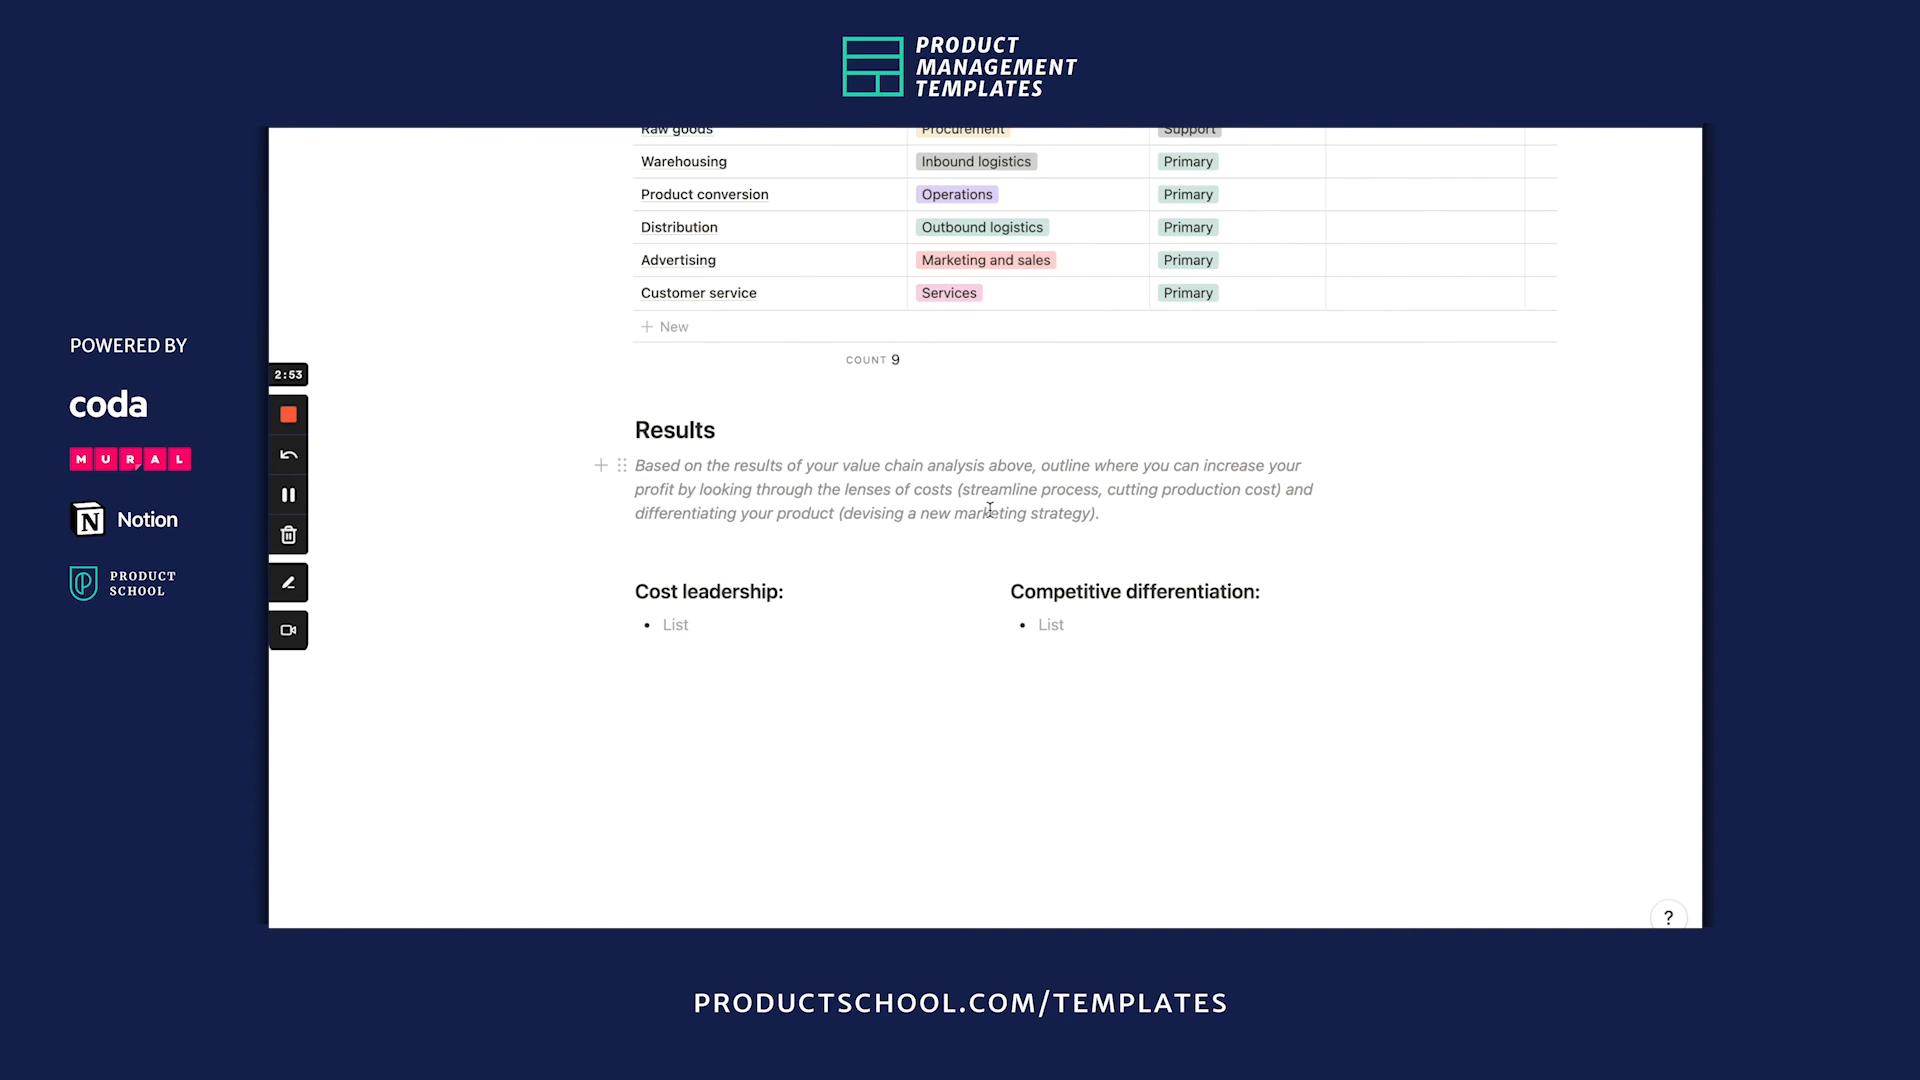 PRODUCT
MANAGEMENT
TEMPLATES
Raw goods Procurement Support
Warehousing Inbound logistics Primary
Product conversion Operations Primary
Distribution Outbound logistics Primary
Advertising Marketing and sales Primary
Customer service Services Primary
+ New
COUNT 9
POWERED BY
coda
MURAL
Notion
PRODUCT
SCHOOL
2:53
Results
Based on the results of your value chain analysis above, outline where you can increase your
profit by looking through the lenses of costs (streamline process, cutting production cost) and
differentiating your product (devising a new marketing strategy).
Cost leadership:
• List
Competitive differentiation:
• List
?
PRODUCTSCHOOL.COM/TEMPLATES